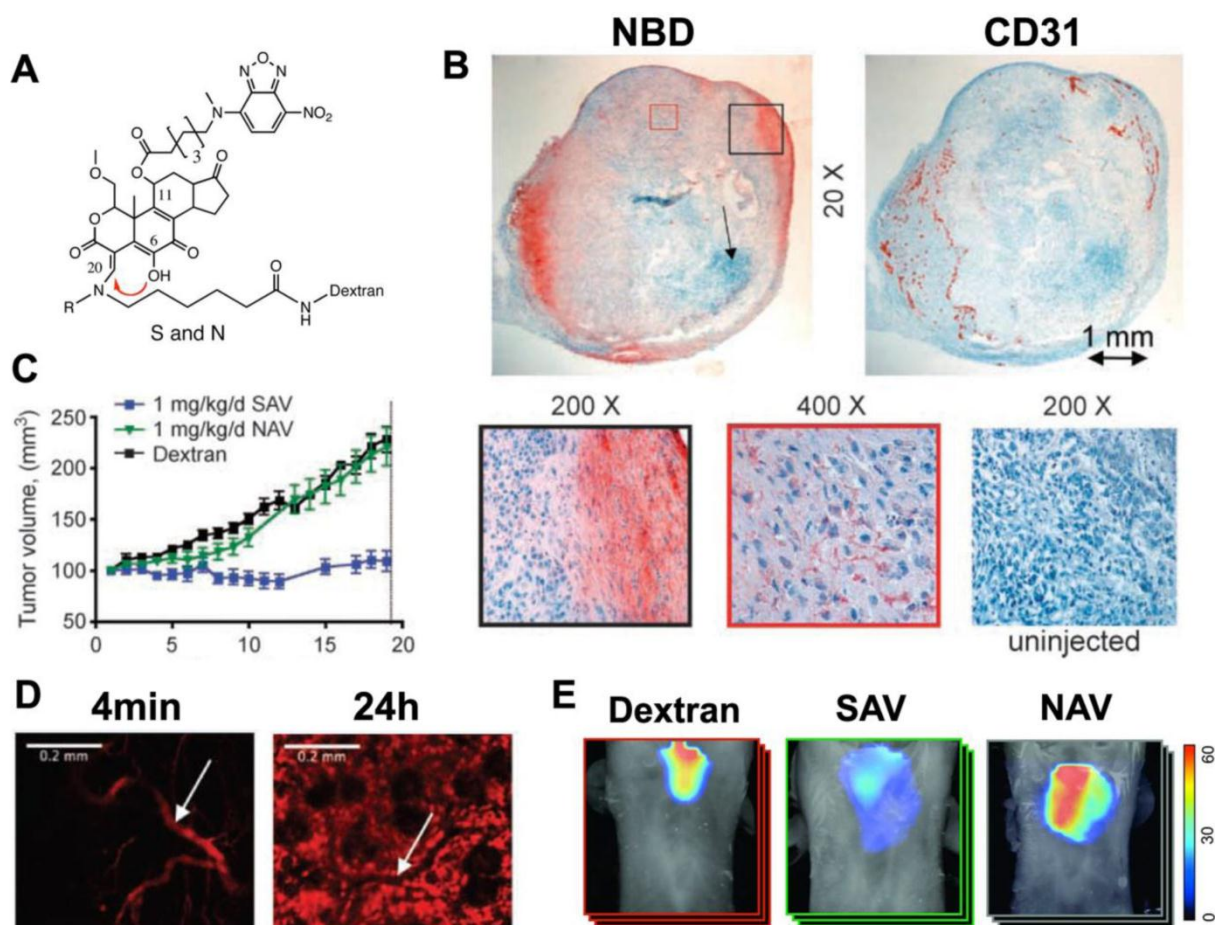 A
N
O
N
N
NO₂
O
3
O
O
O
11
O
O
O
6
O
20
OH
N
R
O
N
H
Dextran
S and N
B
NBD
CD31
20 X
1 mm
200 X
400 X
200 X
uninjected
C
1 mg/kg/d SAV
1 mg/kg/d NAV
Dextran
Tumor volume, (mm³)
250
200
150
100
50
0
5
10
15
20
D
4min
24h
0.2 mm
0.2 mm
E
Dextran
SAV
NAV
60
30
0